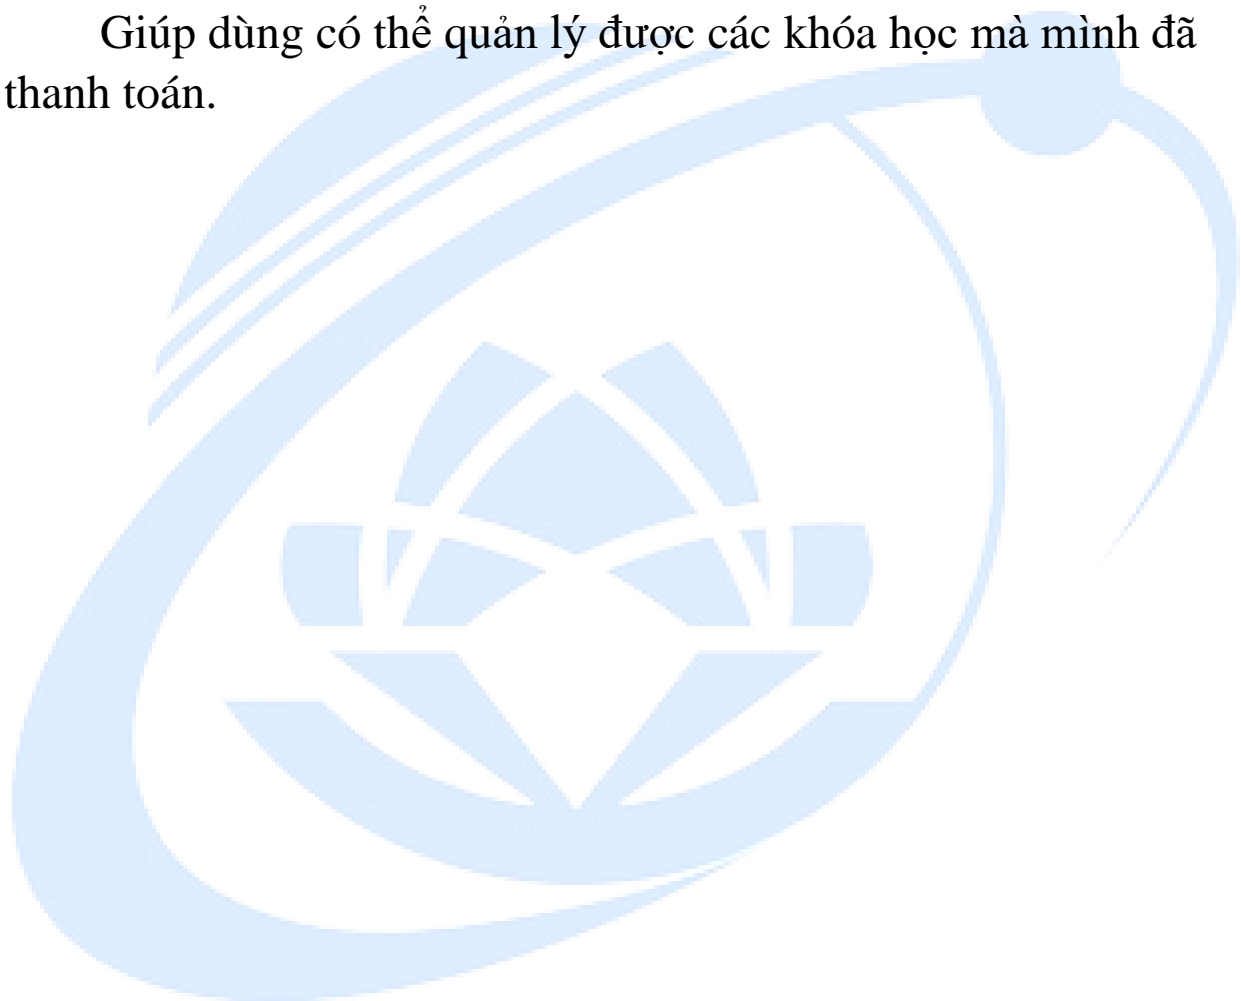 Giúp dùng có thể quản lý được các khóa học mà mình đã
thanh toán.